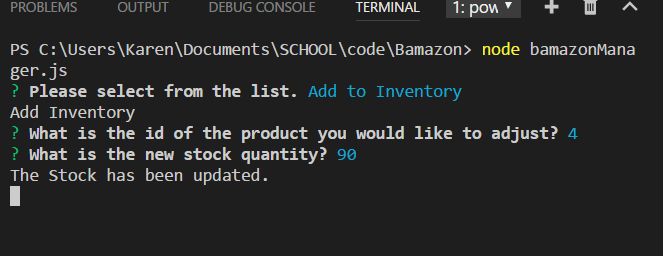 PROBLEMS OUTPUT DEBUG CONSOLE TERMINAL 1: pow
PS C:\Users\Karen\Documents\SCHOOL\code\Bamazon> node bamazonMana
ger.js
? Please select from the list. Add to Inventory
Add Inventory
? What is the id of the product you would like to adjust? 4
? What is the new stock quantity? 90
The Stock has been updated.